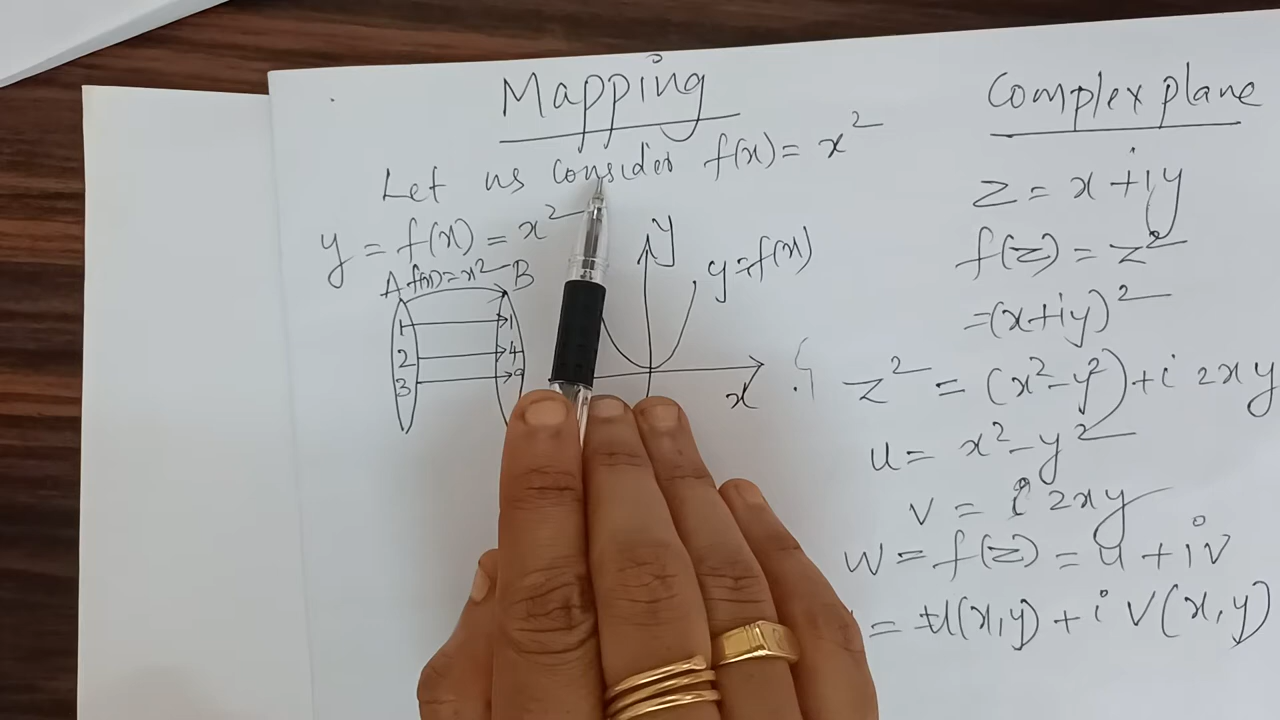 Mapping
Let us consider f(x) = x²
y = f(x) = x²
A f(x)=x² B
1 1
2 4
3 9
y
y=f(x)
x
Complex plane
z = x+iy
f(z) = z²
=(x+iy)²
z² = (x²-y²)+i 2xy
u = x²-y²
v = i 2xy
w = f(z) = u+iv
= u(x,y)+i v(x,y)